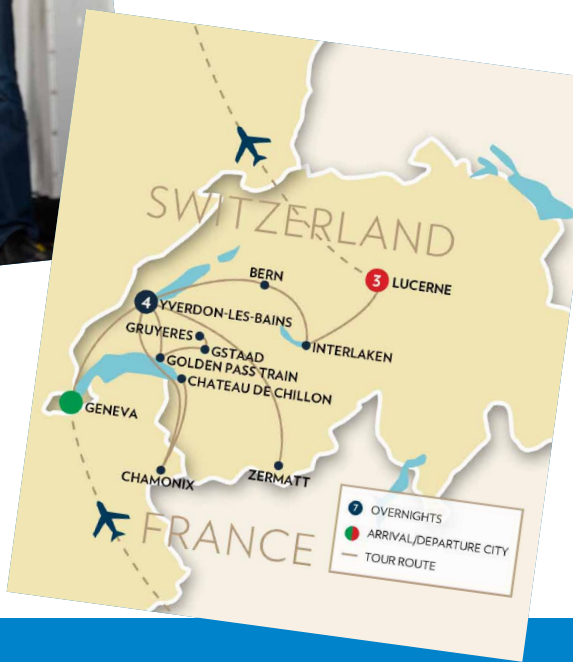 SWITZERLAND
BERN
3 LUCERNE
4 YVERDON-LES-BAINS
GRUYERES
INTERLAKEN
GSTAAD
GOLDEN PASS TRAIN
CHATEAU DE CHILLON
GENEVA
CHAMONIX
ZERMATT
FRANCE
7 OVERNIGHTS
ARRIVAL/DEPARTURE CITY
TOUR ROUTE